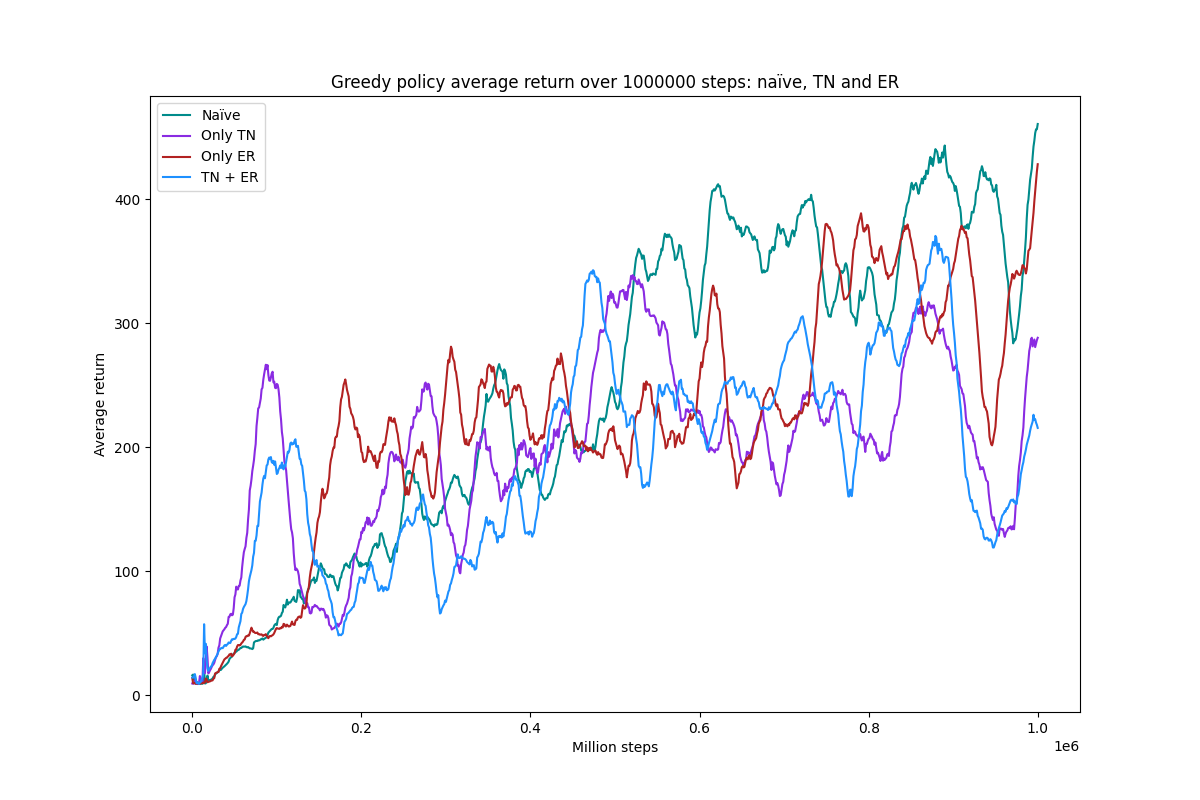 Greedy policy average return over 1000000 steps: naïve, TN and ER
Naïve
Only TN
Only ER
TN + ER
400
300
200
100
0
Average return
0.0 0.2 0.4 0.6 0.8 1.0
1e6
Million steps